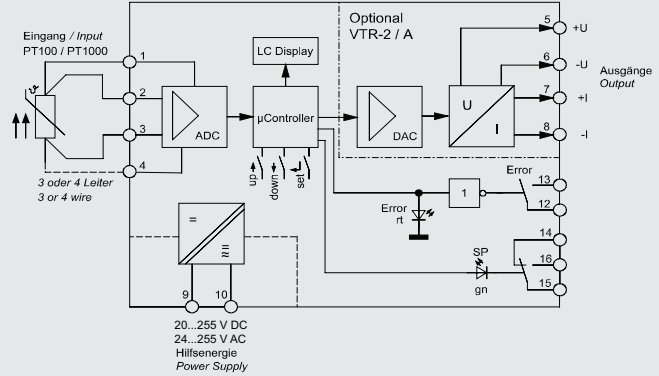 Eingang / Input
PT100 / PT1000
1
2
3
4
ϑ
3 oder 4 Leiter
3 or 4 wire
ADC
LC Display
µController
up
down
set
Optional
VTR-2 / A
DAC
U
I
5
+U
6
-U
7
+I
8
-I
Ausgänge
Output
Error
rt
1
Error
13
12
14
SP
gn
16
15
=
=
≈
9
10
20...255 V DC
24...255 V AC
Hilfsenergie
Power Supply